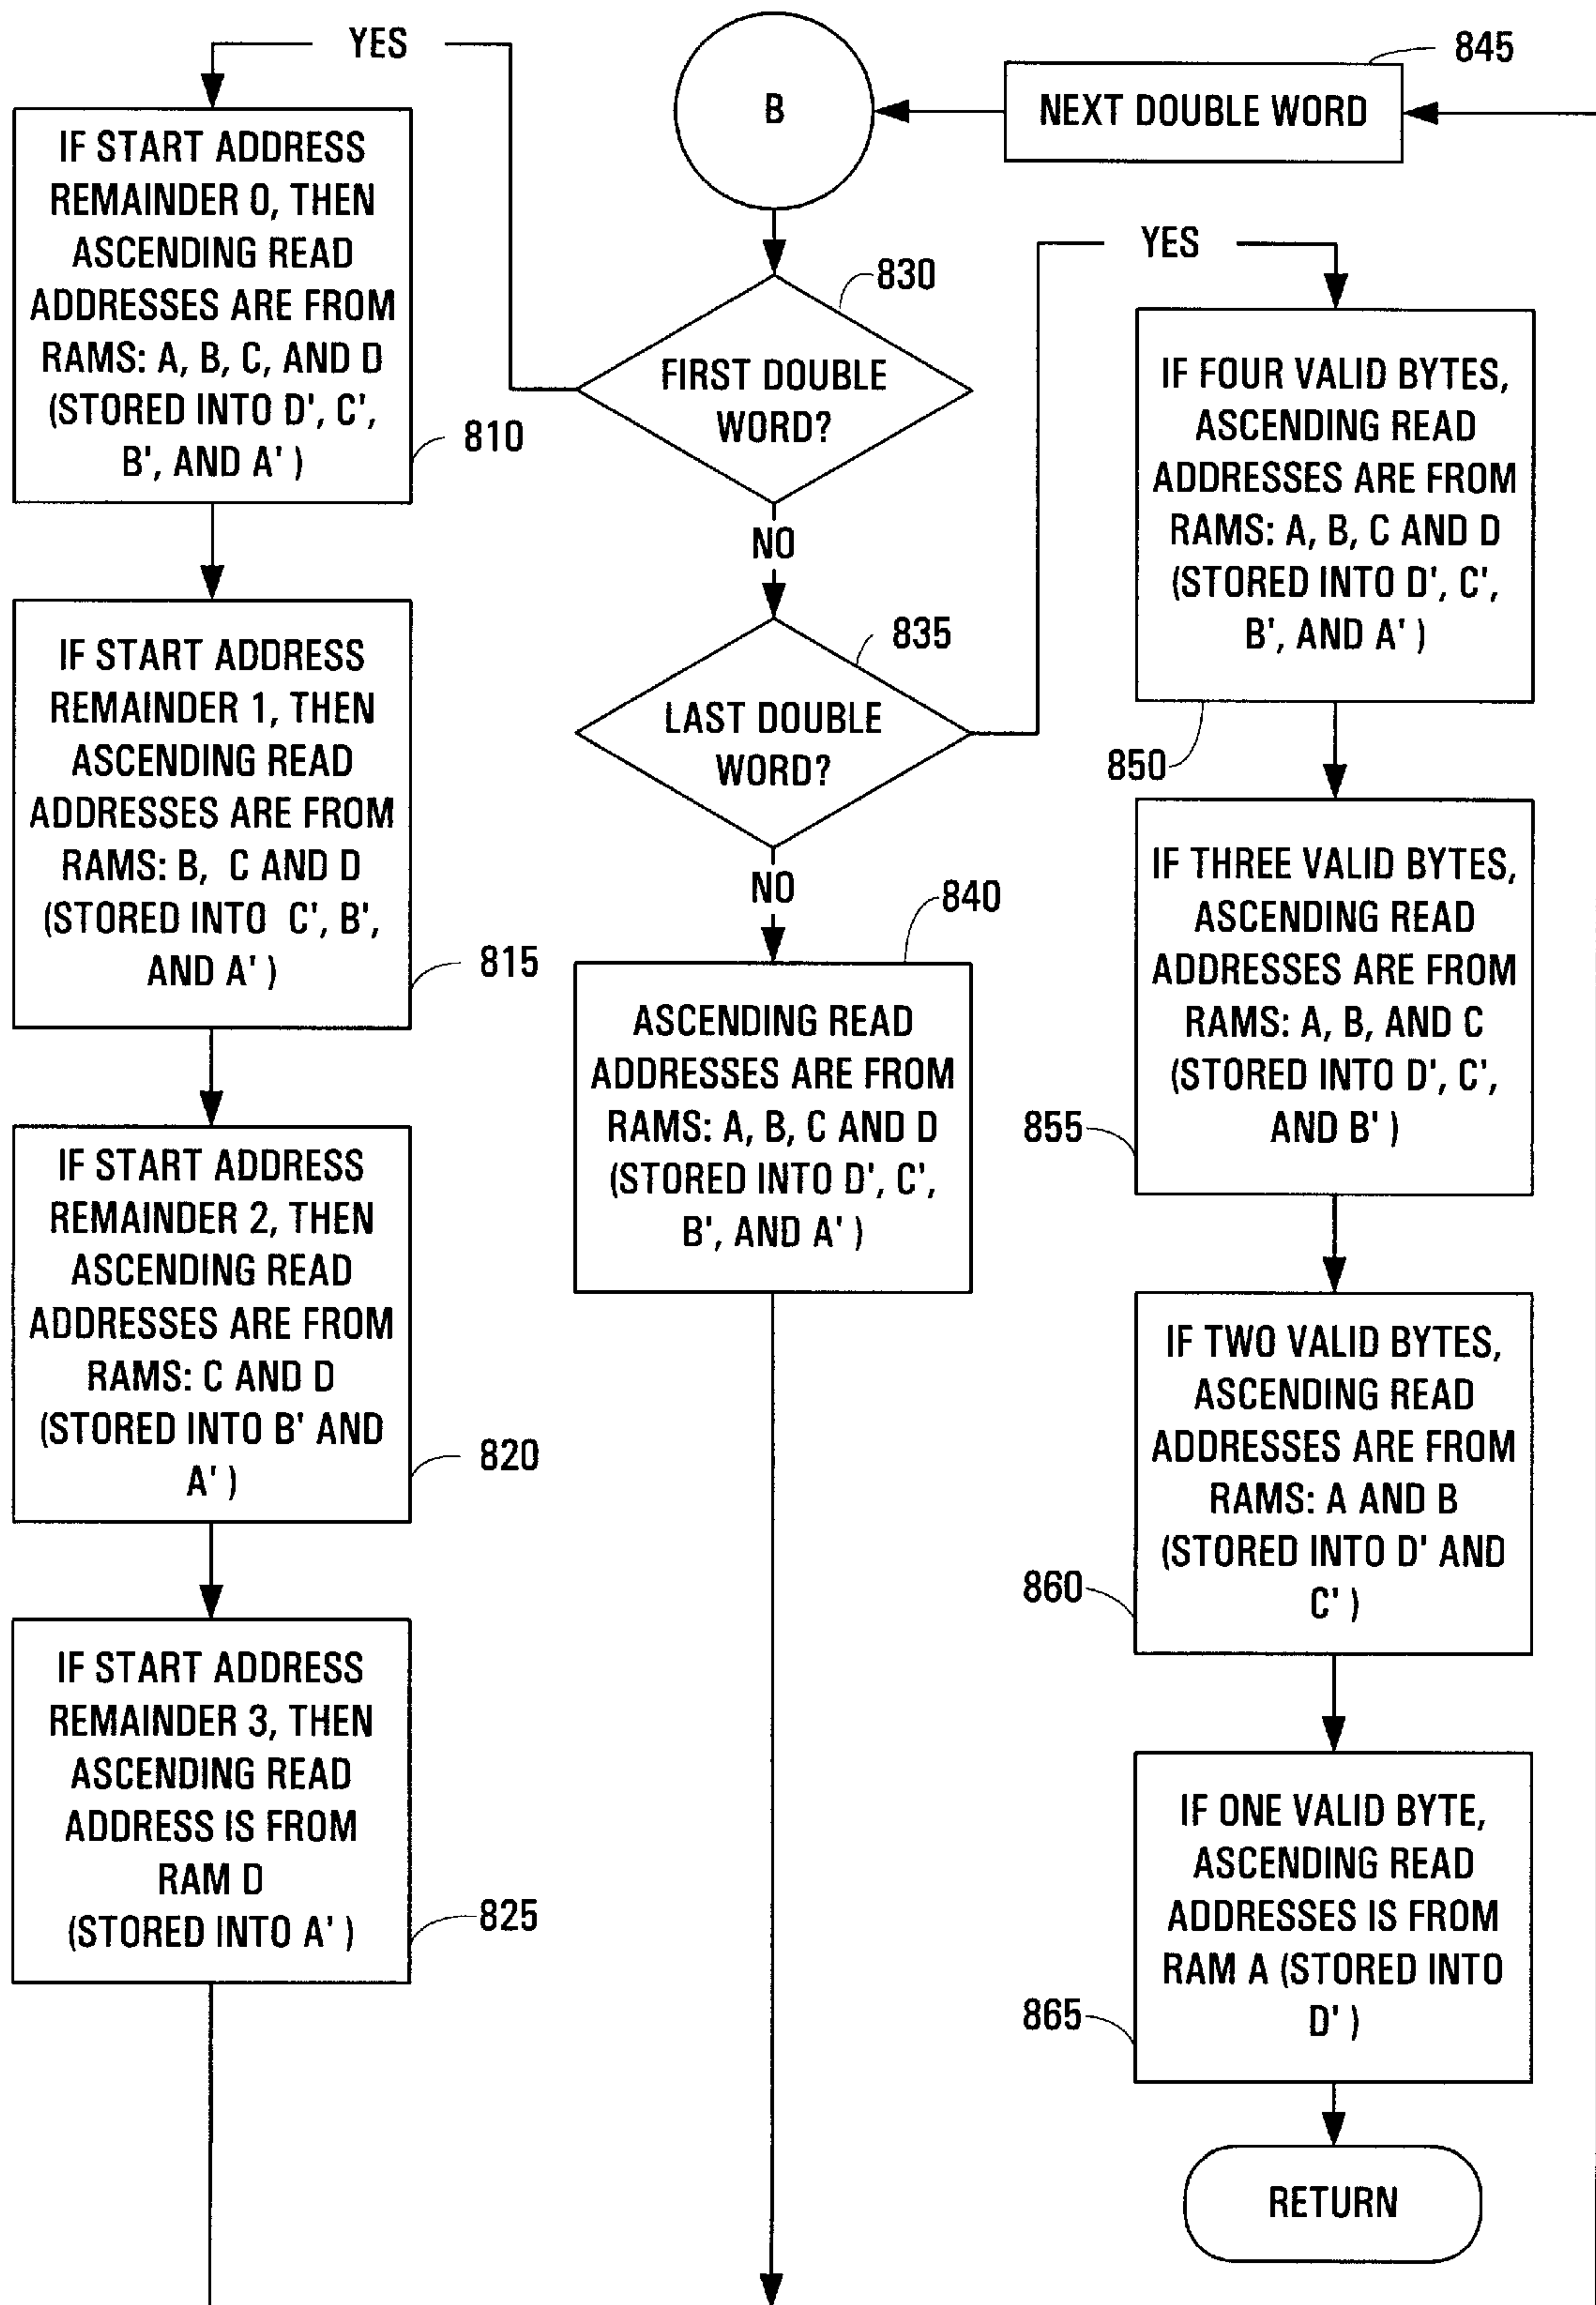 YES
IF START ADDRESS
REMAINDER 0, THEN
ASCENDING READ
ADDRESSES ARE FROM
RAMS: A, B, C, AND D
(STORED INTO D', C',
B', AND A' )
810
IF START ADDRESS
REMAINDER 1, THEN
ASCENDING READ
ADDRESSES ARE FROM
RAMS: B, C AND D
(STORED INTO C', B',
AND A' )
815
IF START ADDRESS
REMAINDER 2, THEN
ASCENDING READ
ADDRESSES ARE FROM
RAMS: C AND D
(STORED INTO B' AND
A' )
820
IF START ADDRESS
REMAINDER 3, THEN
ASCENDING READ
ADDRESS IS FROM
RAM D
(STORED INTO A' )
825
B
845
NEXT DOUBLE WORD
830
FIRST DOUBLE
WORD?
NO
835
LAST DOUBLE
WORD?
NO
840
ASCENDING READ
ADDRESSES ARE FROM
RAMS: A, B, C AND D
(STORED INTO D', C',
B', AND A' )
YES
IF FOUR VALID BYTES,
ASCENDING READ
ADDRESSES ARE FROM
RAMS: A, B, C AND D
(STORED INTO D', C',
B', AND A' )
850
IF THREE VALID BYTES,
ASCENDING READ
ADDRESSES ARE FROM
RAMS: A, B, AND C
(STORED INTO D', C',
AND B' )
855
IF TWO VALID BYTES,
ASCENDING READ
ADDRESSES ARE FROM
RAMS: A AND B
(STORED INTO D' AND
C' )
860
IF ONE VALID BYTE,
ASCENDING READ
ADDRESSES IS FROM
RAM A (STORED INTO
D' )
865
RETURN